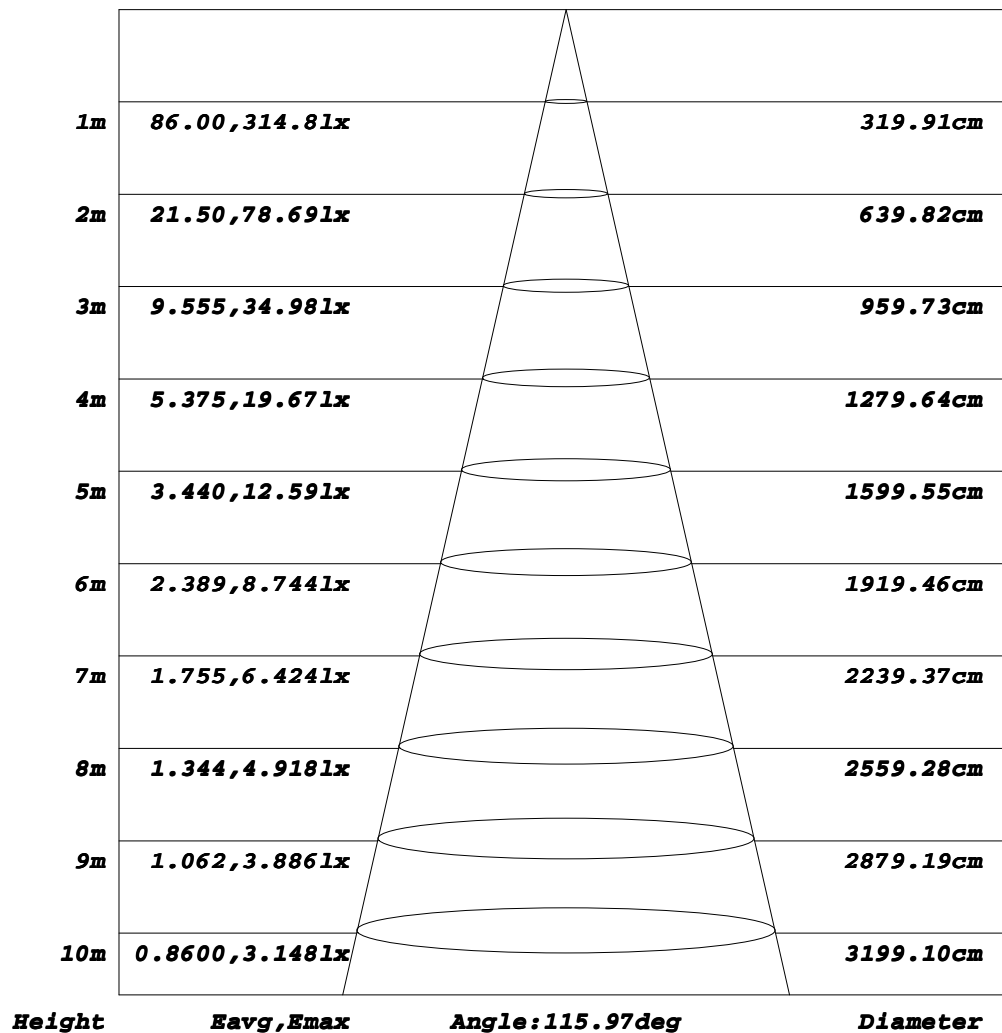 1m 86.00,314.8lx 319.91cm
2m 21.50,78.69lx 639.82cm
3m 9.555,34.98lx 959.73cm
4m 5.375,19.67lx 1279.64cm
5m 3.440,12.59lx 1599.55cm
6m 2.389,8.744lx 1919.46cm
7m 1.755,6.424lx 2239.37cm
8m 1.344,4.918lx 2559.28cm
9m 1.062,3.886lx 2879.19cm
10m 0.8600,3.148lx 3199.10cm
Height Eavg,Emax Angle:115.97deg Diameter